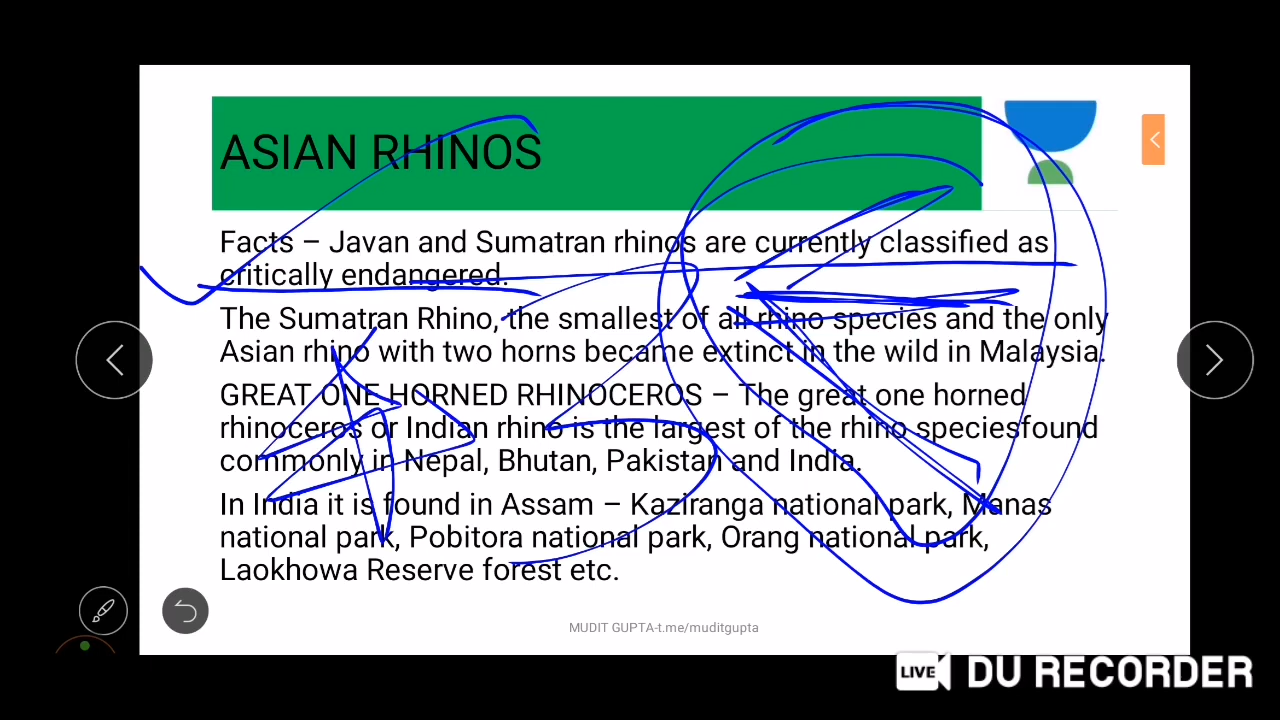 ASIAN RHINOS
Facts – Javan and Sumatran rhinos are currently classified as
critically endangered.
The Sumatran Rhino, the smallest of all rhino species and the only
Asian rhino with two horns became extinct in the wild in Malaysia.
GREAT ONE HORNED RHINOCEROS – The great one horned
rhinoceros or Indian rhino is the largest of the rhino speciesfound
commonly in Nepal, Bhutan, Pakistan and India.
In India it is found in Assam – Kaziranga national park, Manas
national park, Pobitora national park, Orang national park,
Laokhowa Reserve forest etc.
MUDIT GUPTA-t.me/muditgupta
LIVE DU RECORDER